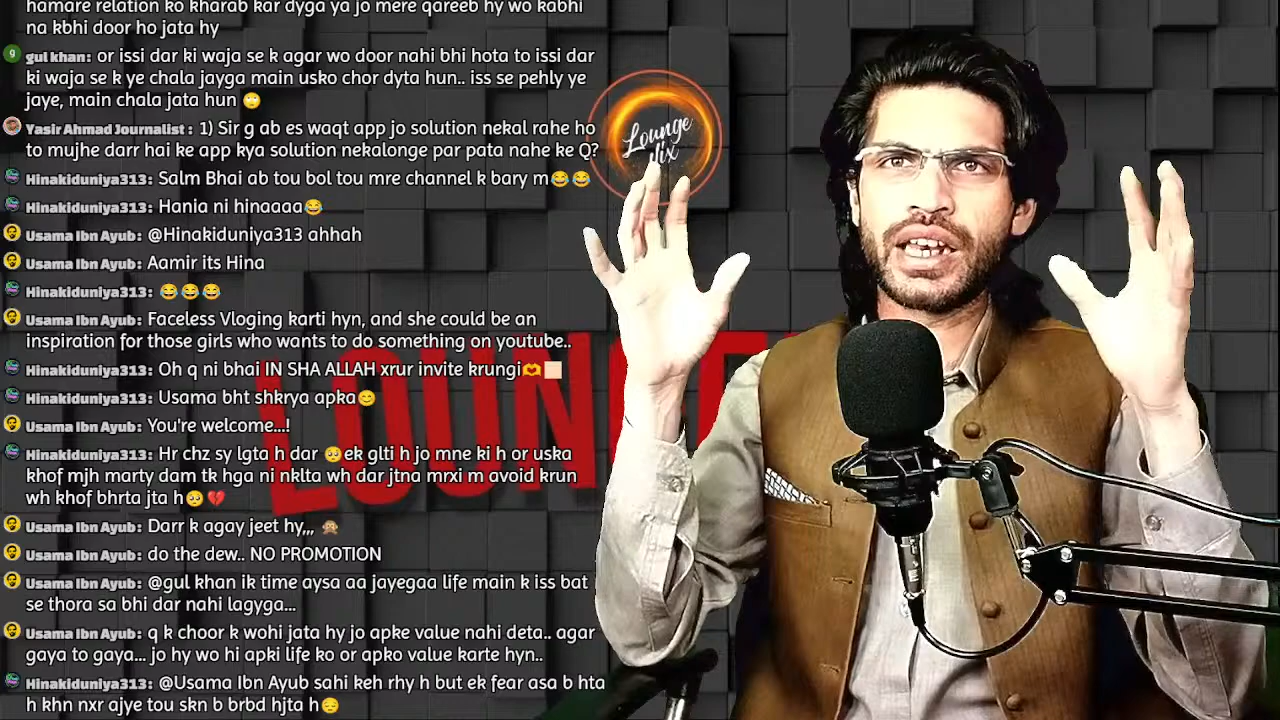 hamare relation ko kharab kar dyga ya jo mere qareeb hy wo kabhi
na kbhi door ho jata hy
gul khan: or issi dar ki waja se k agar wo door nahi bhi hota to issi dar
ki waja se k ye chala jayga main usko chor dyta hun.. iss se pehly ye
jaye, main chala jata hun 🙄
Yasir Ahmad Journalist : 1) Sir g ab es waqt app jo solution nekal rahe ho
to mujhe darr hai ke app kya solution nekalonge par pata nahe ke Q?
Hinakiduniya313: Salm Bhai ab tou bol tou mre channel k bary m😂😂
Hinakiduniya313: Hania ni hinaaaa😂
Usama Ibn Ayub: @Hinakiduniya313 ahhah
Usama Ibn Ayub: Aamir its Hina
Hinakiduniya313: 😂😂😂
Usama Ibn Ayub: Faceless Vloging karti hyn, and she could be an
inspiration for those girls who wants to do something on youtube..
Hinakiduniya313: Oh q ni bhai IN SHA ALLAH xrur invite krungi🫶🏻
Hinakiduniya313: Usama bht shkrya apka😊
Usama Ibn Ayub: You're welcome...!
Hinakiduniya313: Hr chz sy lgta h dar 🥺ek glti h jo mne ki h or uska
khof mjh marty dam tk hga ni nklta wh dar jtna mrxi m avoid krun
wh khof bhrta jta h🥺💔
Usama Ibn Ayub: Darr k agay jeet hy,,, 🙊
Usama Ibn Ayub: do the dew.. NO PROMOTION
Usama Ibn Ayub: @gul khan ik time aysa aa jayegaa life main k iss bat
se thora sa bhi dar nahi lagyga...
Usama Ibn Ayub: q k choor k wohi jata hy jo apke value nahi deta.. agar
gaya to gaya... jo hy wo hi apki life ko or apko value karte hyn..
Hinakiduniya313: @Usama Ibn Ayub sahi keh rhy h but ek fear asa b hta
h khn nxr ajye tou skn b brbd hjta h😔
Lounge
Mix